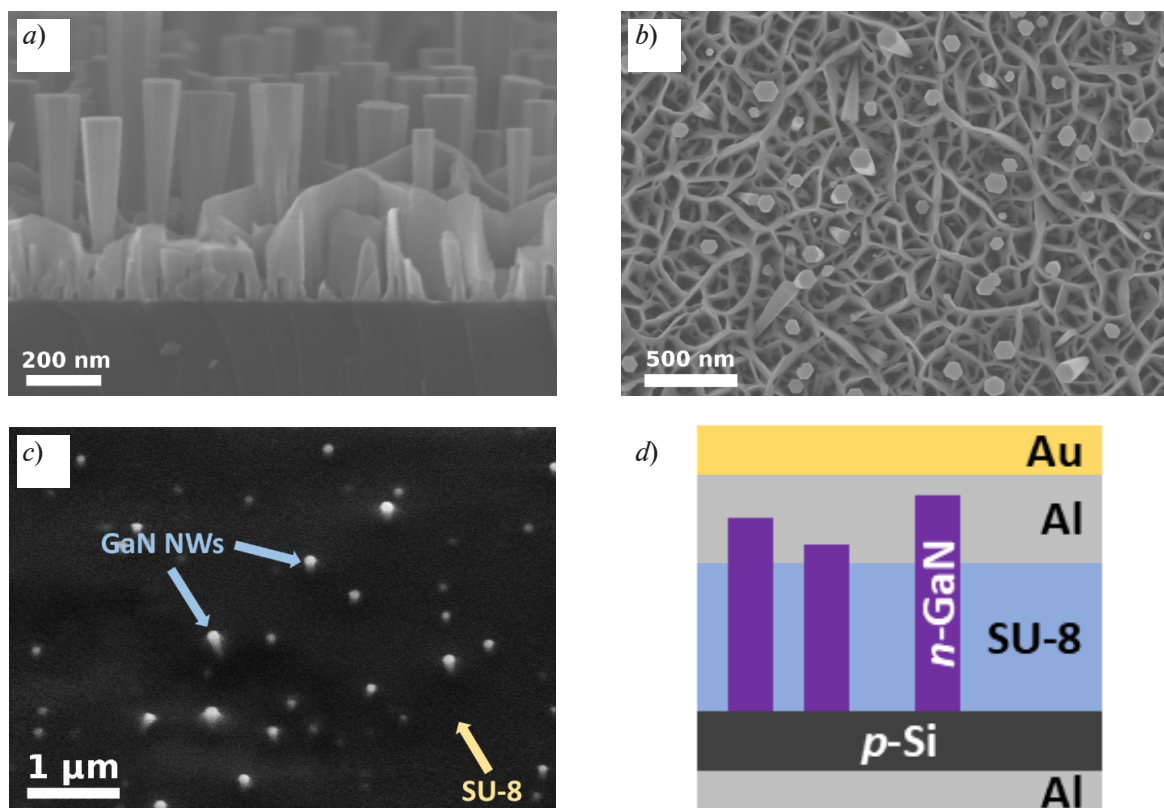 a)
b)
200 nm
500 nm
c)
GaN NWs
1 μm
SU-8
d)
Au
Al
n-GaN
SU-8
p-Si
Al